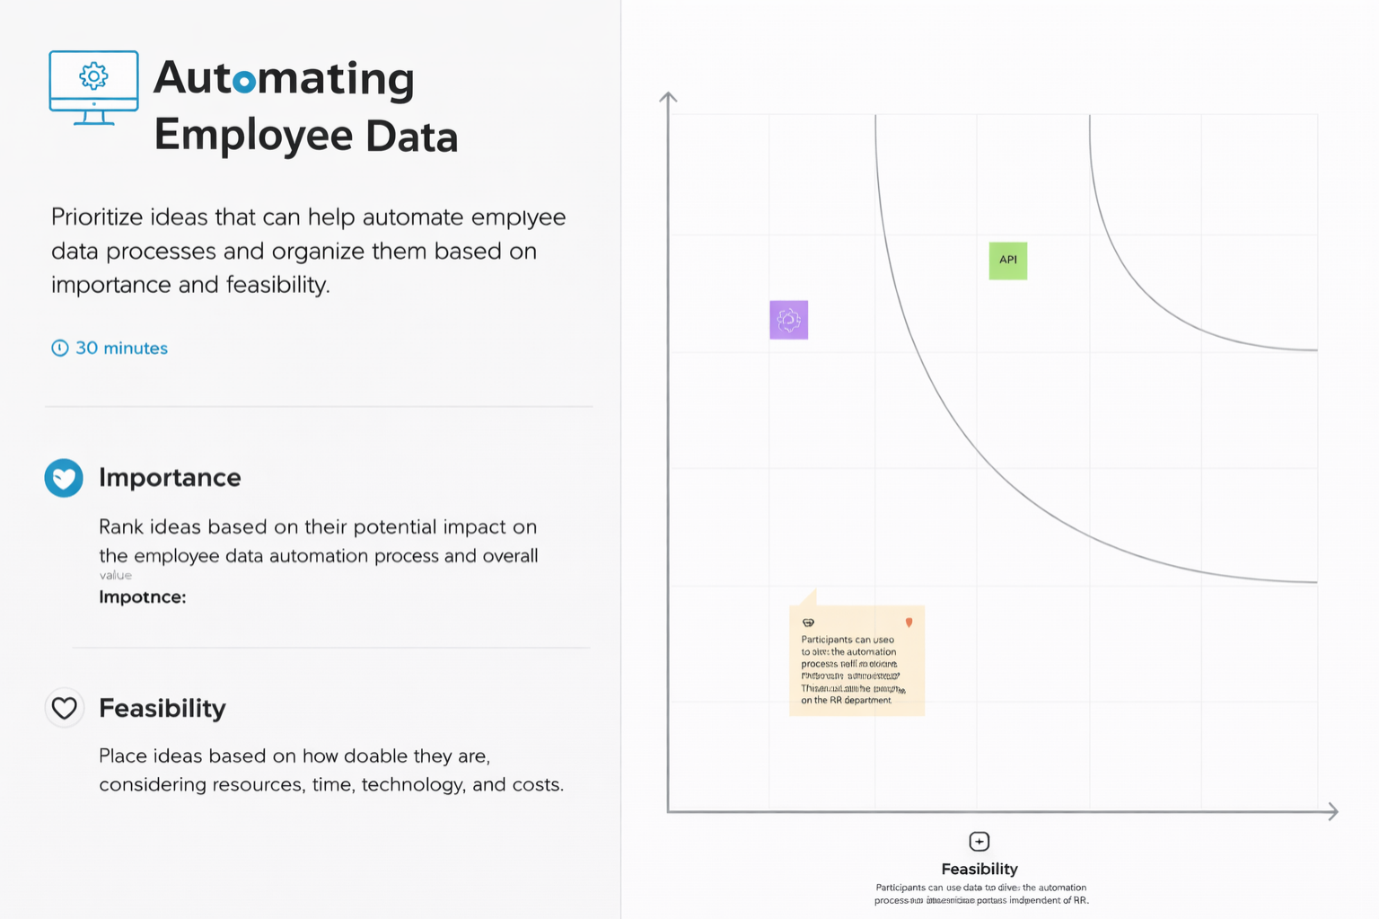 Automating
Employee Data
Prioritize ideas that can help automate emplyee
data processes and organize them based on
importance and feasibility.
30 minutes
Importance
Rank ideas based on their potential impact on
the employee data automation process and overall
value
Impotnce:
Feasibility
Place ideas based on how doable they are,
considering resources, time, technology, and costs.
API
Participants can useo
to the automation
process
on the RR department
Feasibility
Participants can use data to the automation
of RR.